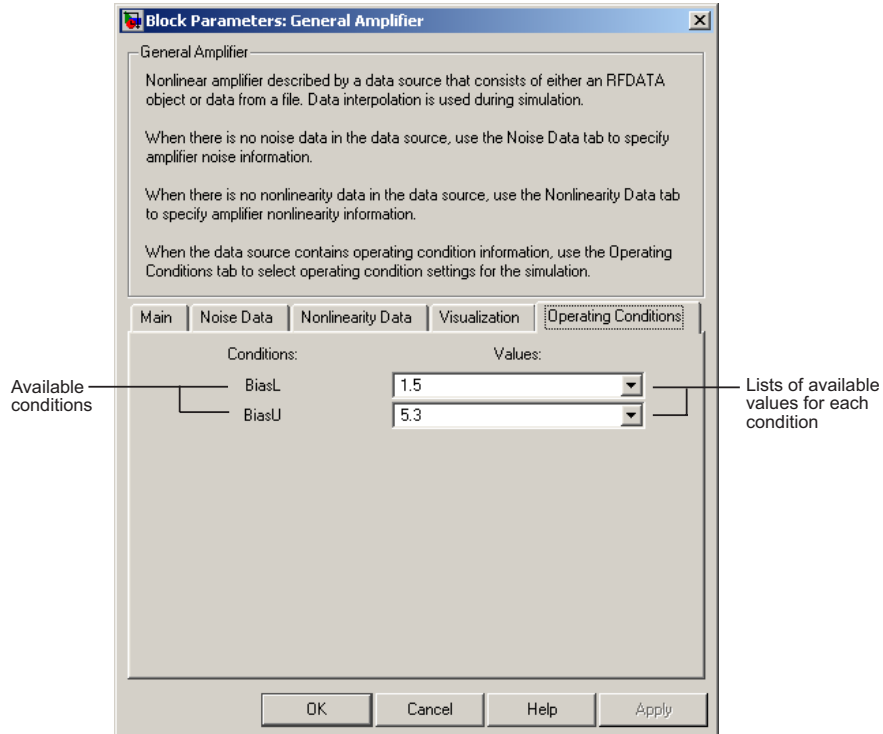 Block Parameters: General Amplifier
General Amplifier
Nonlinear amplifier described by a data source that consists of either an RFDATA
object or data from a file. Data interpolation is used during simulation.
When there is no noise data in the data source, use the Noise Data tab to specify
amplifier noise information.
When there is no nonlinearity data in the data source, use the Nonlinearity Data tab
to specify amplifier nonlinearity information.
When the data source contains operating condition information, use the Operating
Conditions tab to select operating condition settings for the simulation.
Main Noise Data Nonlinearity Data Visualization Operating Conditions
Conditions: Values:
Available
conditions
BiasL 1.5
BiasU 5.3
Lists of available
values for each
condition
OK Cancel Help Apply